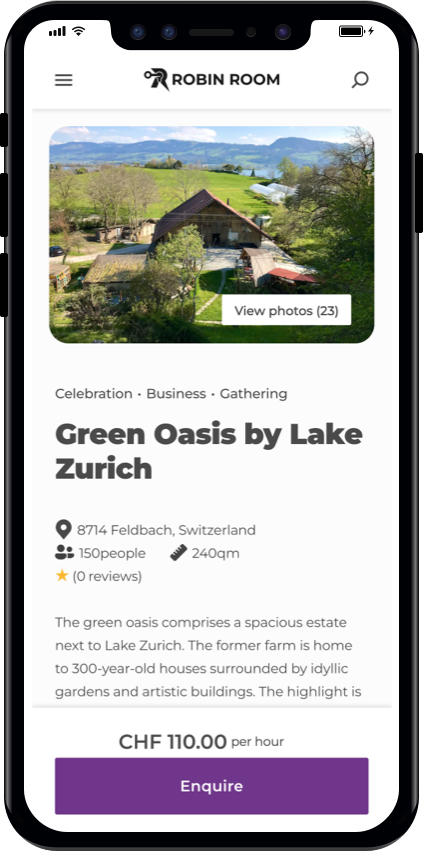 ROBIN ROOM
View photos (23)
Celebration • Business • Gathering
Green Oasis by Lake
Zurich
8714 Feldbach, Switzerland
150people 240qm
(0 reviews)
The green oasis comprises a spacious estate
next to Lake Zurich. The former farm is home
to 300-year-old houses surrounded by idyllic
gardens and artistic buildings. The highlight is
CHF 110.00 per hour
Enquire